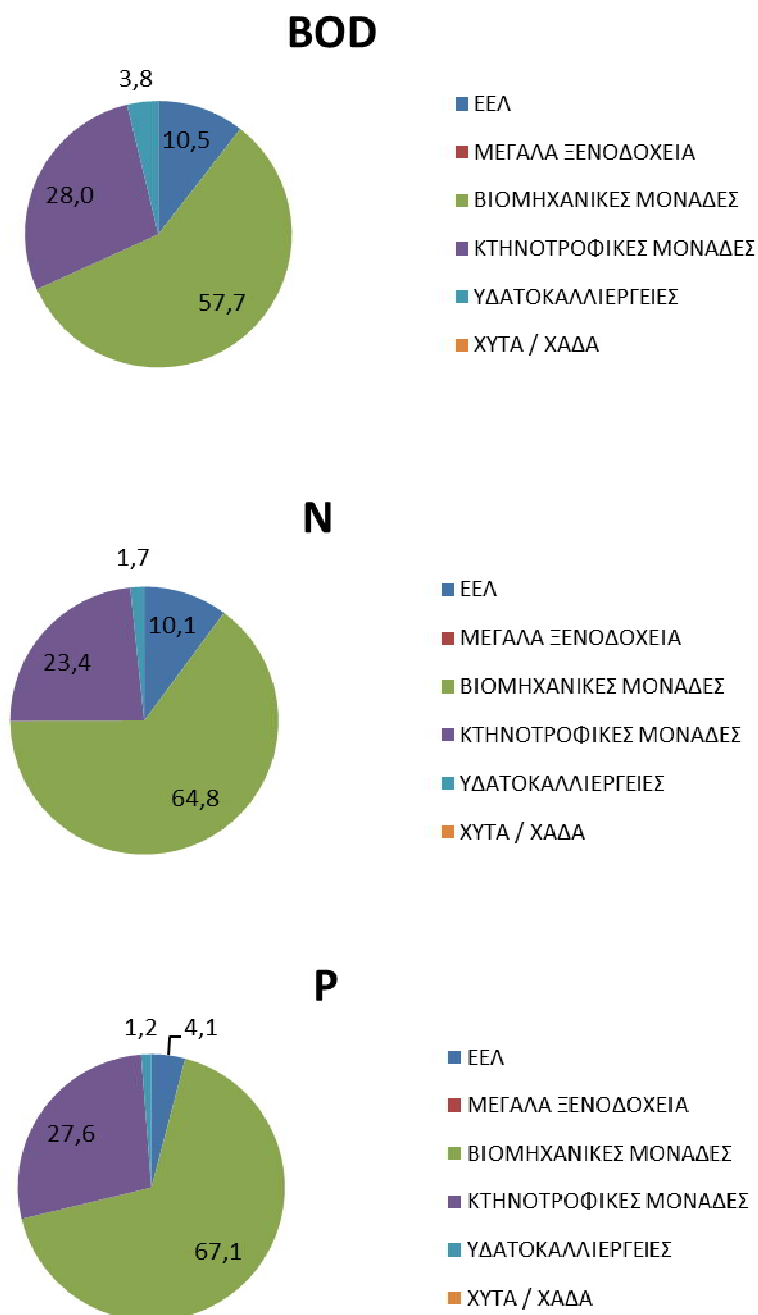 BOD
3,8
10,5
28,0
57,7
ΕΕΛ
ΜΕΓΑΛΑ ΞΕΝΟΔΟΧΕΙΑ
ΒΙΟΜΗΧΑΝΙΚΕΣ ΜΟΝΑΔΕΣ
ΚΤΗΝΟΤΡΟΦΙΚΕΣ ΜΟΝΑΔΕΣ
ΥΔΑΤΟΚΑΛΛΙΕΡΓΕΙΕΣ
ΧΥΤΑ / ΧΑΔΑ
N
1,7
10,1
23,4
64,8
ΕΕΛ
ΜΕΓΑΛΑ ΞΕΝΟΔΟΧΕΙΑ
ΒΙΟΜΗΧΑΝΙΚΕΣ ΜΟΝΑΔΕΣ
ΚΤΗΝΟΤΡΟΦΙΚΕΣ ΜΟΝΑΔΕΣ
ΥΔΑΤΟΚΑΛΛΙΕΡΓΕΙΕΣ
ΧΥΤΑ / ΧΑΔΑ
P
1,2
4,1
27,6
67,1
ΕΕΛ
ΜΕΓΑΛΑ ΞΕΝΟΔΟΧΕΙΑ
ΒΙΟΜΗΧΑΝΙΚΕΣ ΜΟΝΑΔΕΣ
ΚΤΗΝΟΤΡΟΦΙΚΕΣ ΜΟΝΑΔΕΣ
ΥΔΑΤΟΚΑΛΛΙΕΡΓΕΙΕΣ
ΧΥΤΑ / ΧΑΔΑ